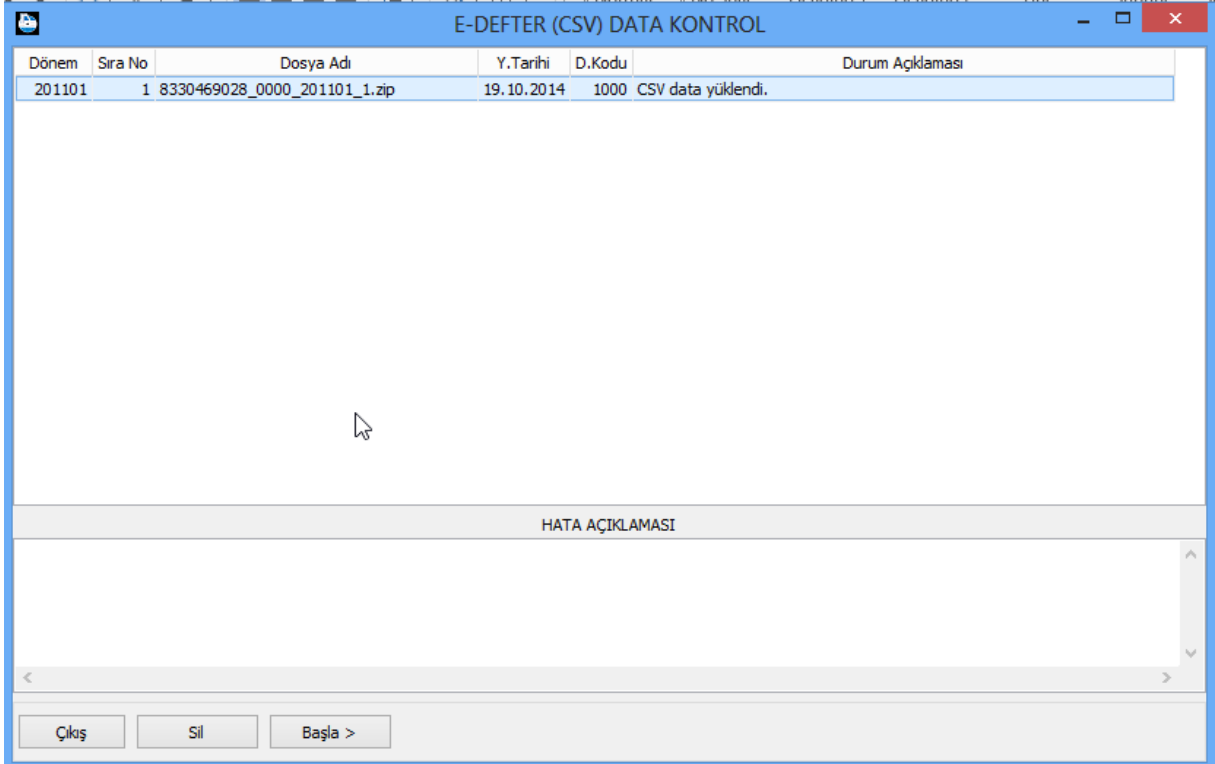 E-DEFTER (CSV) DATA KONTROL
Dönem Sıra No Dosya Adı Y.Tarihi D.Kodu Durum Açıklaması
201101 1 8330469028_0000_201101_1.zip 19.10.2014 1000 CSV data yüklendi.
HATA AÇIKLAMASI
Çıkış Sil Başla >